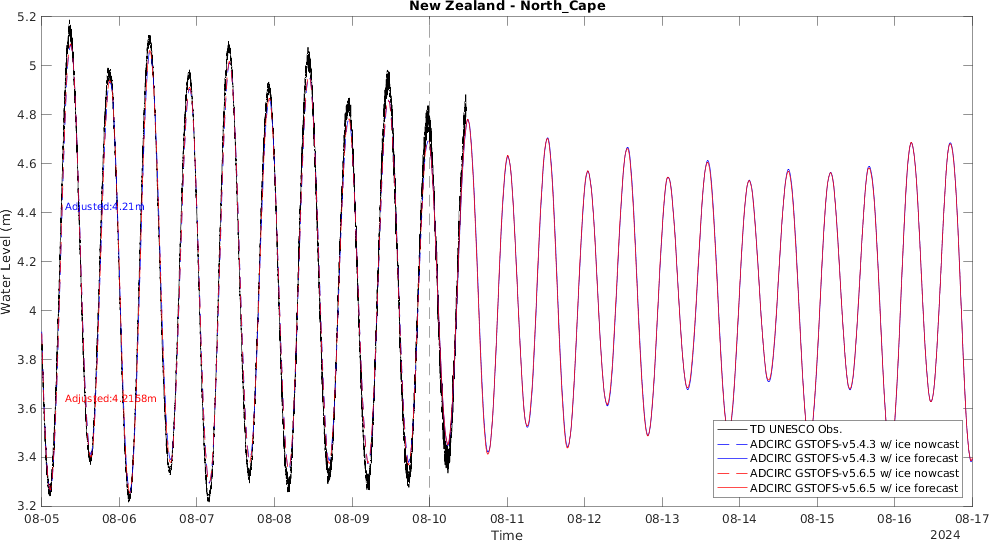 New Zealand - North_Cape
5.2
5
4.8
4.6
4.4
4.2
4
3.8
3.6
3.4
3.2
Water Level (m)
Adjusted:4.21m
Adjusted:4.2168m
TD UNESCO Obs.
ADCIRC GSTOFS-v5.4.3 w/ ice nowcast
ADCIRC GSTOFS-v5.4.3 w/ ice forecast
ADCIRC GSTOFS-v5.6.5 w/ ice nowcast
ADCIRC GSTOFS-v5.6.5 w/ ice forecast
08-05 08-06 08-07 08-08 08-09 08-10 08-11 08-12 08-13 08-14 08-15 08-16 08-17
Time
2024